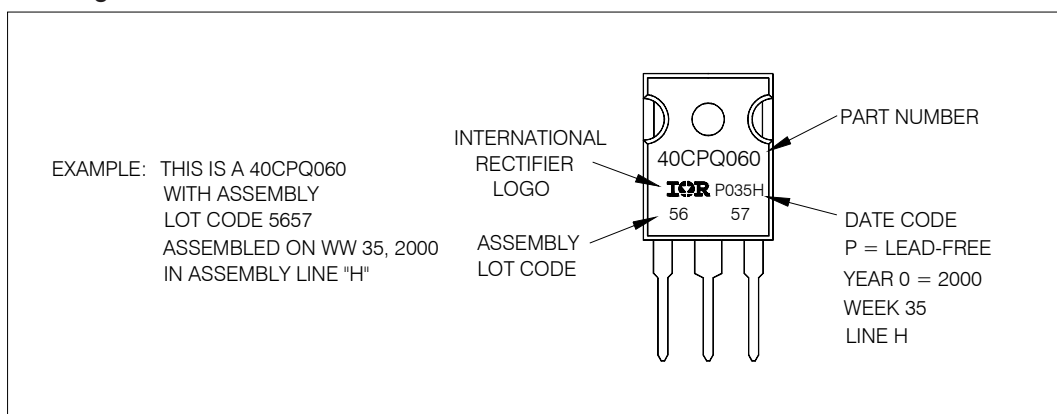 EXAMPLE: THIS IS A 40CPQ060
WITH ASSEMBLY
LOT CODE 5657
ASSEMBLED ON WW 35, 2000
IN ASSEMBLY LINE "H"
INTERNATIONAL
RECTIFIER
LOGO
ASSEMBLY
LOT CODE
40CPQ060
IOR P035H
56 57
PART NUMBER
DATE CODE
P = LEAD-FREE
YEAR 0 = 2000
WEEK 35
LINE H